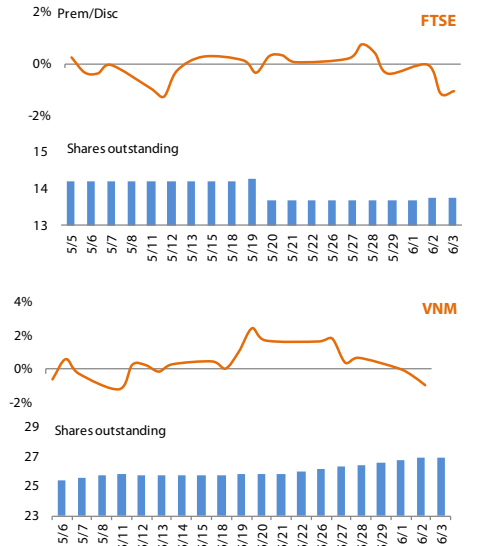 2% Prem/Disc
FTSE
0%
-2%
15
Shares outstanding
14
13
5/5 5/6 5/7 5/8 5/11 5/12 5/13 5/15 5/18 5/19 5/20 5/21 5/22 5/26 5/27 5/28 5/29 6/1 6/2 6/3
4%
VNM
2%
0%
-2%
29
Shares outstanding
27
25
23
5/6 5/7 5/8 5/11 5/12 5/13 5/14 5/15 5/18 5/19 5/20 5/21 5/22 5/26 5/27 5/28 5/29 6/1 6/2 6/3